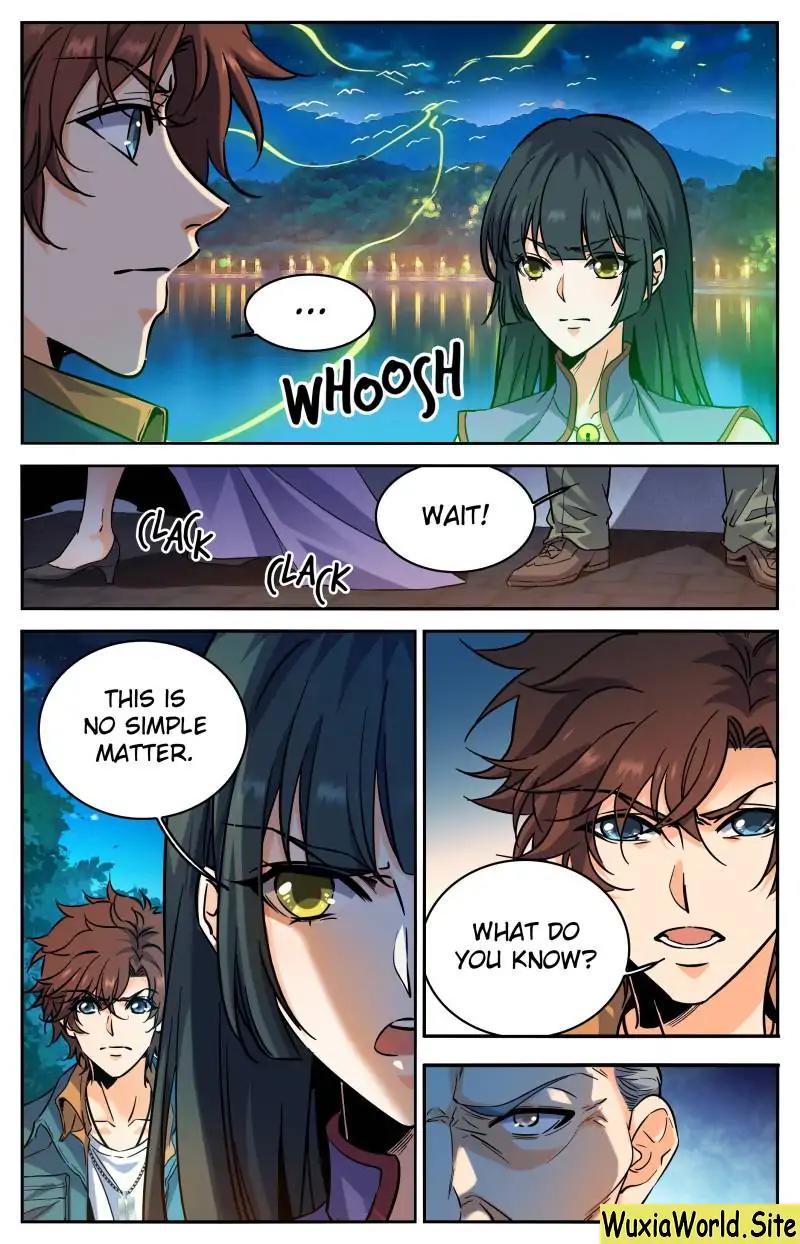 ...
WHOOSH
WAIT!
CLACK
CLACK
THIS IS
NO SIMPLE
MATTER.
WHAT DO
YOU KNOW?
WuxiaWorld.Site